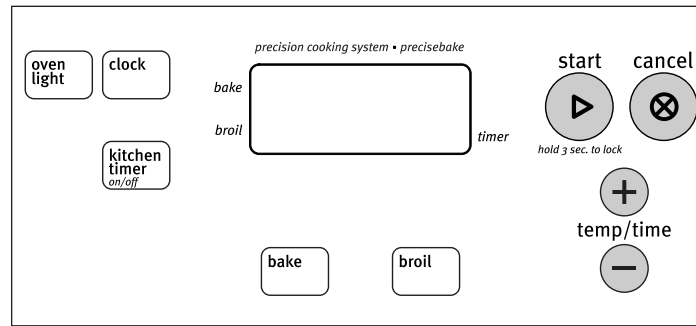 precision cooking system ▪ precisebake
oven
light
clock
bake
broil
timer
start
cancel
hold 3 sec. to lock
kitchen
timer
on/off
temp/time
bake
broil